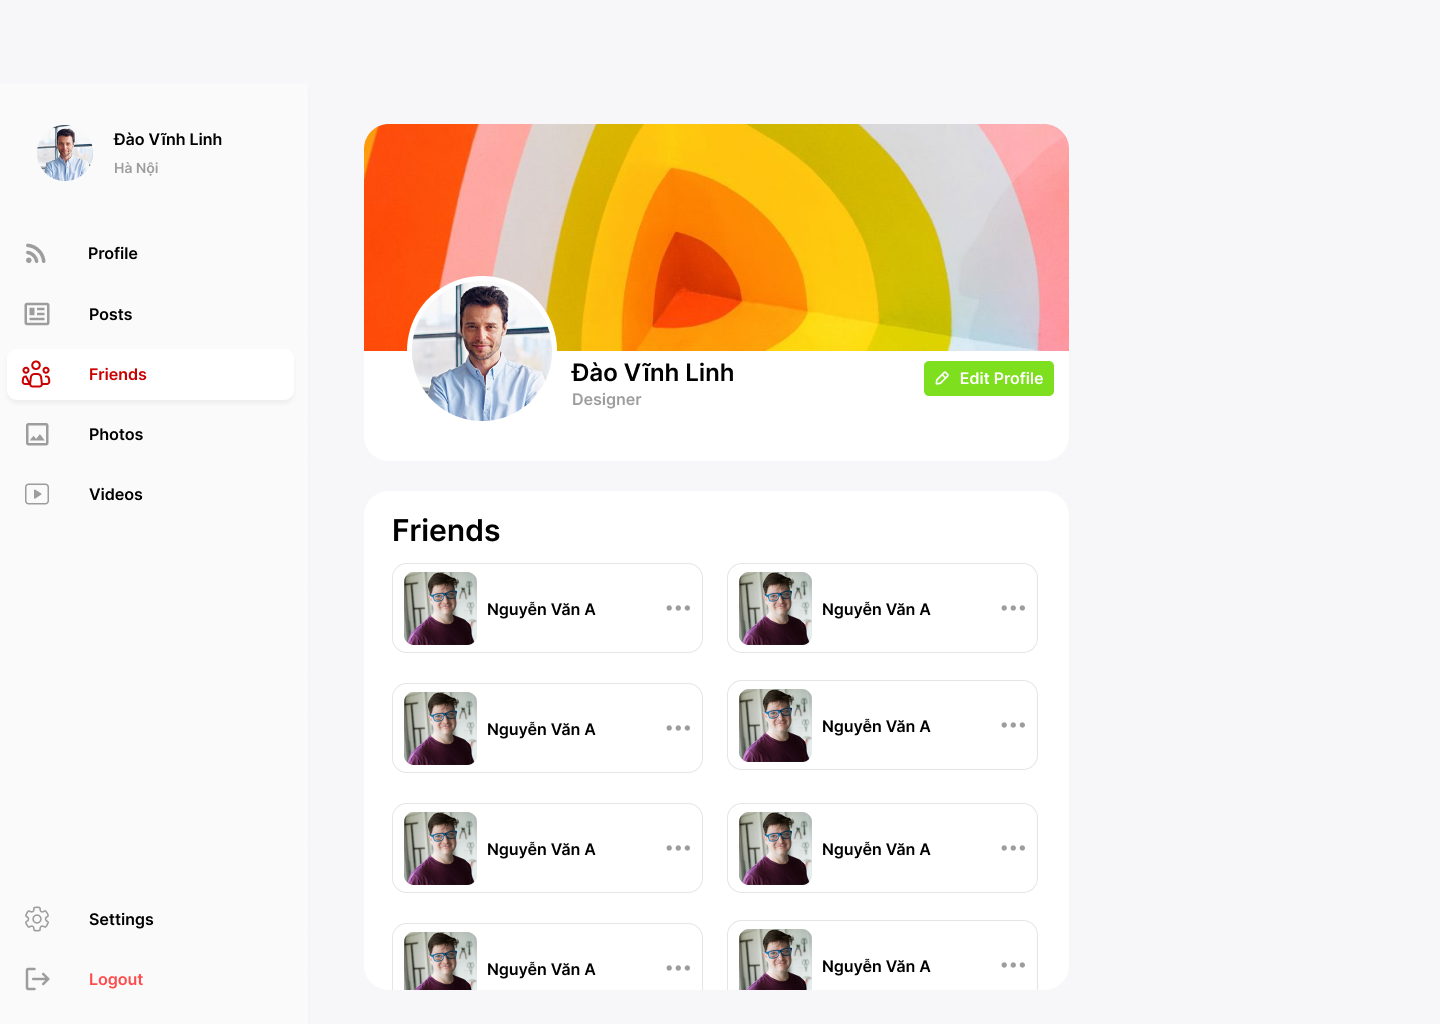 Đào Vĩnh Linh
Hà Nội
Profile
Posts
Friends
Photos
Videos
Settings
Logout
Đào Vĩnh Linh
Designer
Edit Profile
Friends
Nguyễn Văn A
Nguyễn Văn A
Nguyễn Văn A
Nguyễn Văn A
Nguyễn Văn A
Nguyễn Văn A
Nguyễn Văn A
Nguyễn Văn A